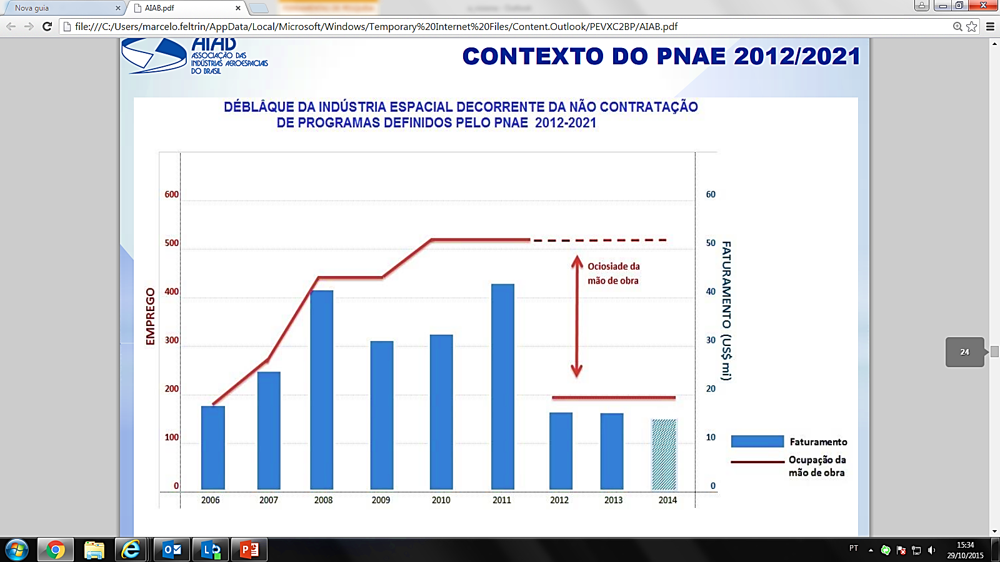 Nova guia
AIAB.pdf
file:///C:/Users/marcelo.feltrin/AppData/Local/Microsoft/Windows/Temporary%20Internet%20Files/Content.Outlook/PEVXC2BP/AIAB.pdf
AIAB
ASSOCIAÇÃO DAS
INDÚSTRIAS AEROESPACIAIS
DO BRASIL
CONTEXTO DO PNAE 2012/2021
DÉBLÂQUE DA INDÚSTRIA ESPACIAL DECORRENTE DA NÃO CONTRATAÇÃO
DE PROGRAMAS DEFINIDOS PELO PNAE 2012-2021
600
500
400
300
200
100
0
EMPREGO
60
50
40
30
20
10
0
FATURAMENTO (US$ mi)
Ociosiade da
mão de obra
2006 2007 2008 2009 2010 2011 2012 2013 2014
Faturamento
Ocupação da
mão de obra
24
PT
15:34
29/10/2015